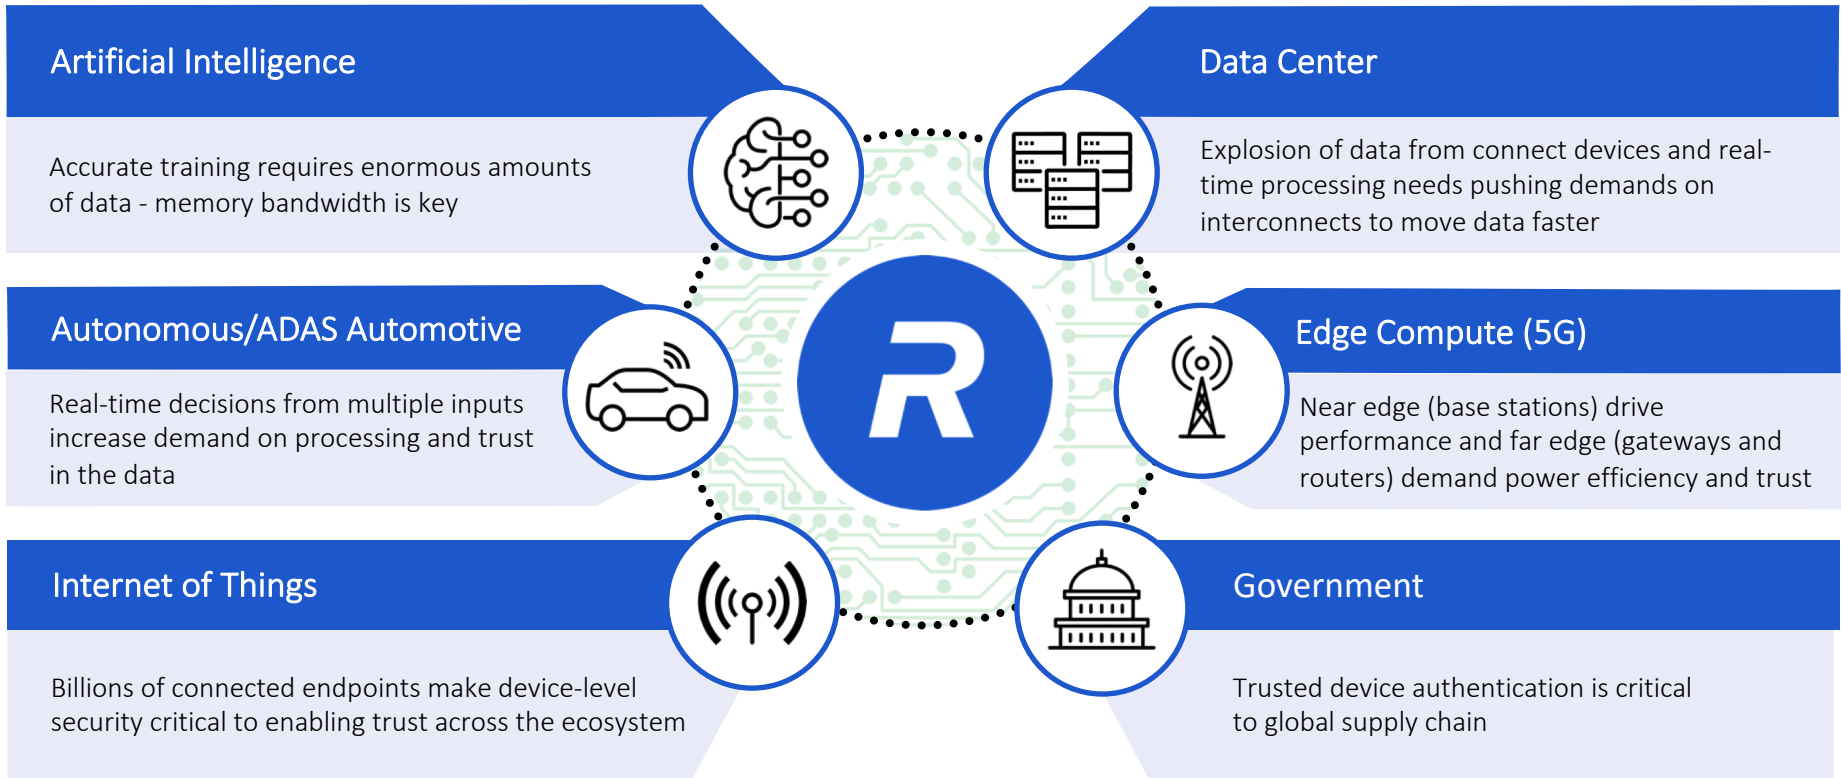 Artificial Intelligence
Accurate training requires enormous amounts
of data - memory bandwidth is key
Data Center
Explosion of data from connect devices and real-
time processing needs pushing demands on
interconnects to move data faster
Autonomous/ADAS Automotive
Real-time decisions from multiple inputs
increase demand on processing and trust
in the data
R
Edge Compute (5G)
Near edge (base stations) drive
performance and far edge (gateways and
routers) demand power efficiency and trust
Internet of Things
Billions of connected endpoints make device-level
security critical to enabling trust across the ecosystem
Government
Trusted device authentication is critical
to global supply chain